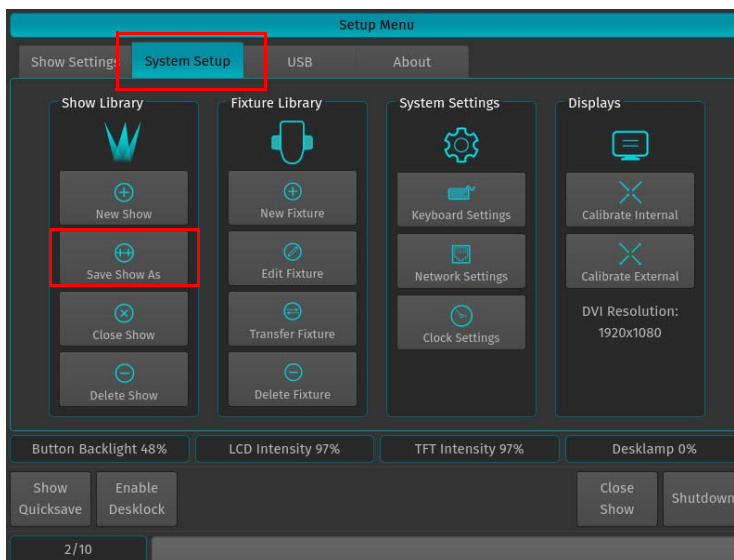 Setup Menu
Show Settings
System Setup
USB
About
Show Library
New Show
Save Show As
Close Show
Delete Show
Fixture Library
New Fixture
Edit Fixture
Transfer Fixture
Delete Fixture
System Settings
Keyboard Settings
Network Settings
Clock Settings
Displays
Calibrate Internal
Calibrate External
DVI Resolution:
1920x1080
Button Backlight 48%
LCD Intensity 97%
TFT Intensity 97%
Desklamp 0%
Show
Quicksave
Enable
Desklock
Close
Show
Shutdown
2/10